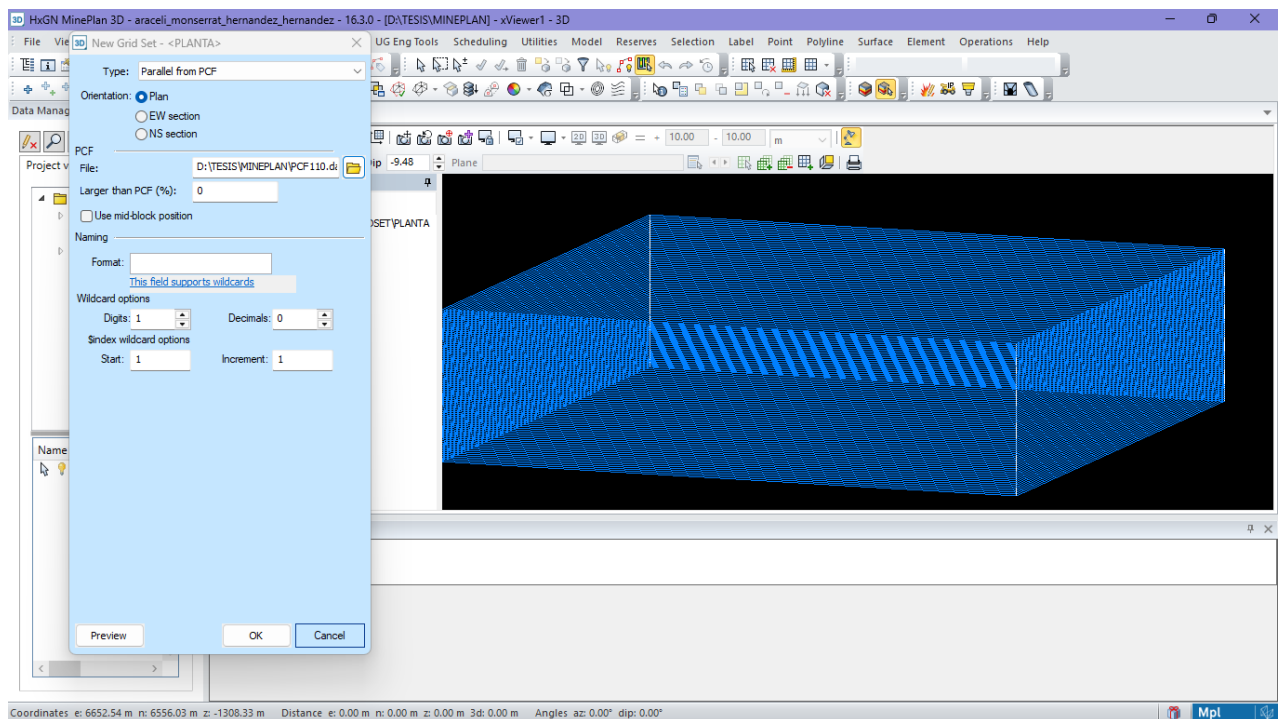 HxGN MinePlan 3D - araceli_monserrat_hernandez_hernandez - 16.3.0 - [D:\TESIS\MINEPLAN] - xViewer1 - 3D
File Vie
New Grid Set - <PLANTA>
UG Eng Tools Scheduling Utilities Model Reserves Selection Label Point Polyline Surface Element Operations Help
Type: Parallel from PCF
Orientation: Plan
EW section
NS section
Data Manag
2D 3D 10.00 - 10.00 m
Project v
PCF
File: D:\TESIS\MINEPLAN\PCF110.da
ip -9.48 Plane
Larger than PCF (%): 0
Use mid-block position
DSET\PLANTA
Naming
Format:
This field supports wildcards
Wildcard options
Digits: 1 Decimals: 0
$index wildcard options
Start: 1 Increment: 1
Name
Preview OK Cancel
Coordinates e: 6652.54 m n: 6556.03 m z: -1308.33 m Distance e: 0.00 m n: 0.00 m z: 0.00 m 3d: 0.00 m Angles az: 0.00° dip: 0.00°
Mpl